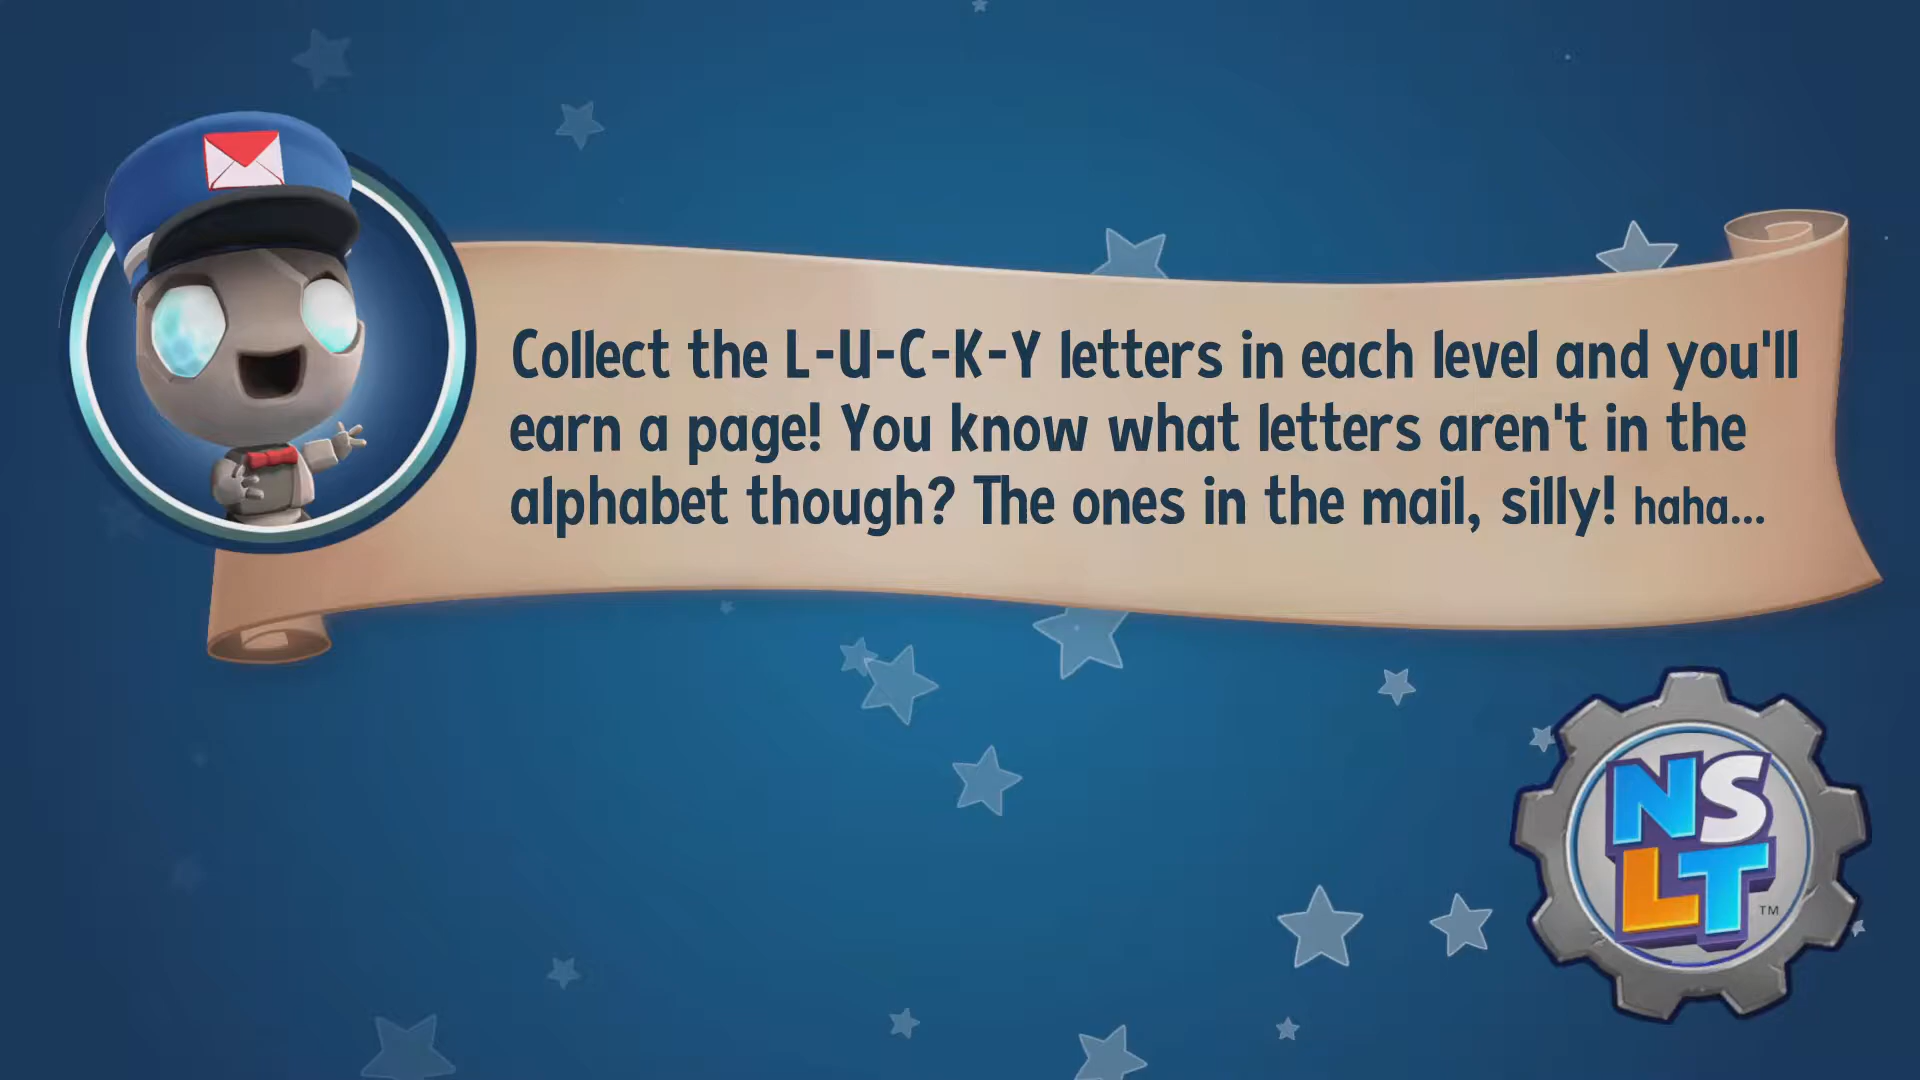 Collect the L-U-C-K-Y letters in each level and you'll
earn a page! You know what letters aren't in the
alphabet though? The ones in the mail, silly! haha...
NS
LT
TM